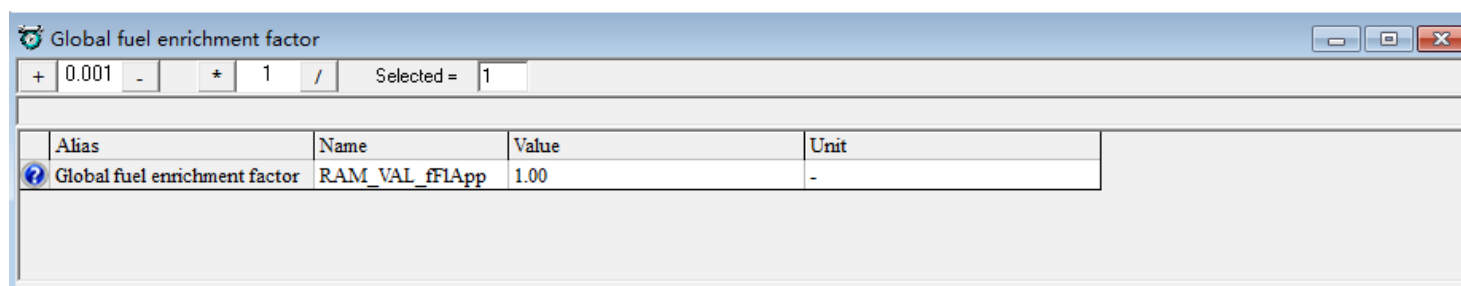 Global fuel enrichment factor
+ 0.001 - * 1 / Selected = 1
Alias Name Value Unit
Global fuel enrichment factor RAM_VAL_fFlApp 1.00 -